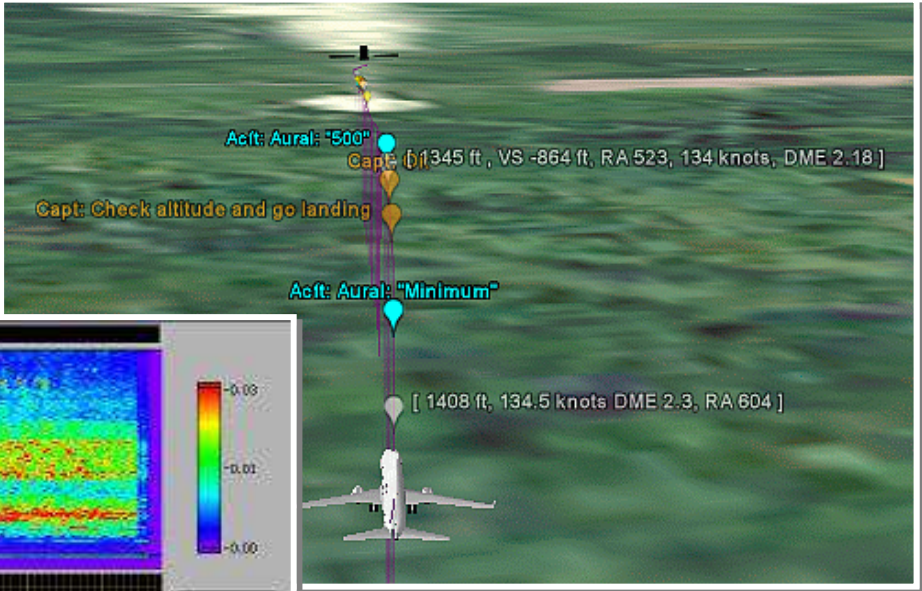 Acft: Aural: "500"
[ 1345 ft , VS -864 ft, RA 523, 134 knots, DME 2.18 ]
Capt:
Capt: Check altitude and go landing
Acft: Aural: "Minimum"
[ 1408 ft, 134.5 knots DME 2.3, RA 604 ]
-0.03
-0.01
-0.00